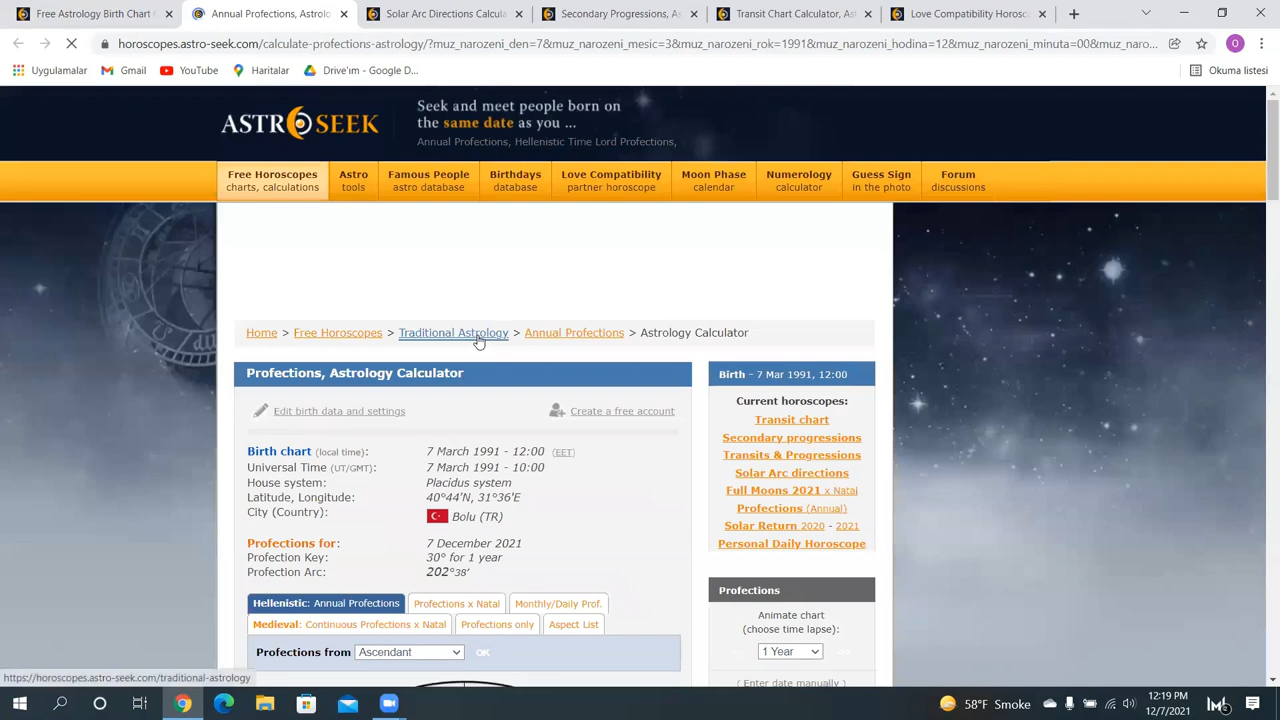 Free Astrology Birth Chart
Annual Professions, Astrolo
Solar Arc Directions Calcula
Secondary Progressions, As
Transit Chart Calculator, As
Love Compatibility Horosc
horoscopes.astro-seek.com/calculate-profections-astrology/?muz_narozeni_den=7&muz_narozeni_mesic=3&muz_narozeni_rok=1991&muz_narozeni_hodina=12&muz_narozeni_minuta=00&muz_naro...
O
Uygulamalar Gmail YouTube Haritalar Drive'ım - Google D... Okuma listesi
ASTRO SEEK
Seek and meet people born on
the same date as you ...
Annual Profections, Hellenistic Time Lord Profections,
Free Horoscopes
charts, calculations
Astro
tools
Famous People
astro database
Birthdays
database
Love Compatibility
partner horoscope
Moon Phase
calendar
Numerology
calculator
Guess Sign
in the photo
Forum
discussions
Home > Free Horoscopes > Traditional Astrology > Annual Profections > Astrology Calculator
Profections, Astrology Calculator
Edit birth data and settings Create a free account
Birth chart (local time): 7 March 1991 - 12:00 (EET)
Universal Time (UT/GMT): 7 March 1991 - 10:00
House system: Placidus system
Latitude, Longitude: 40°44'N, 31°36'E
City (Country): Bolu (TR)
Profections for: 7 December 2021
Profection Key: 30° for 1 year
Profection Arc: 202°38'
Hellenistic: Annual Profections Profections x Natal Monthly/Daily Prof.
Medieval: Continuous Profections x Natal Profections only Aspect List
Profections from Ascendant OK
Birth - 7 Mar 1991, 12:00
Current horoscopes:
Transit chart
Secondary progressions
Transits & Progressions
Solar Arc directions
Full Moons 2021 x Natal
Profections (Annual)
Solar Return 2020 - 2021
Personal Daily Horoscope
Profections
Animate chart
(choose time lapse):
<< 1 Year >>
( Enter date manually )
https://horoscopes.astro-seek.com/traditional-astrology
58°F Smoke
12:19 PM
12/7/2021